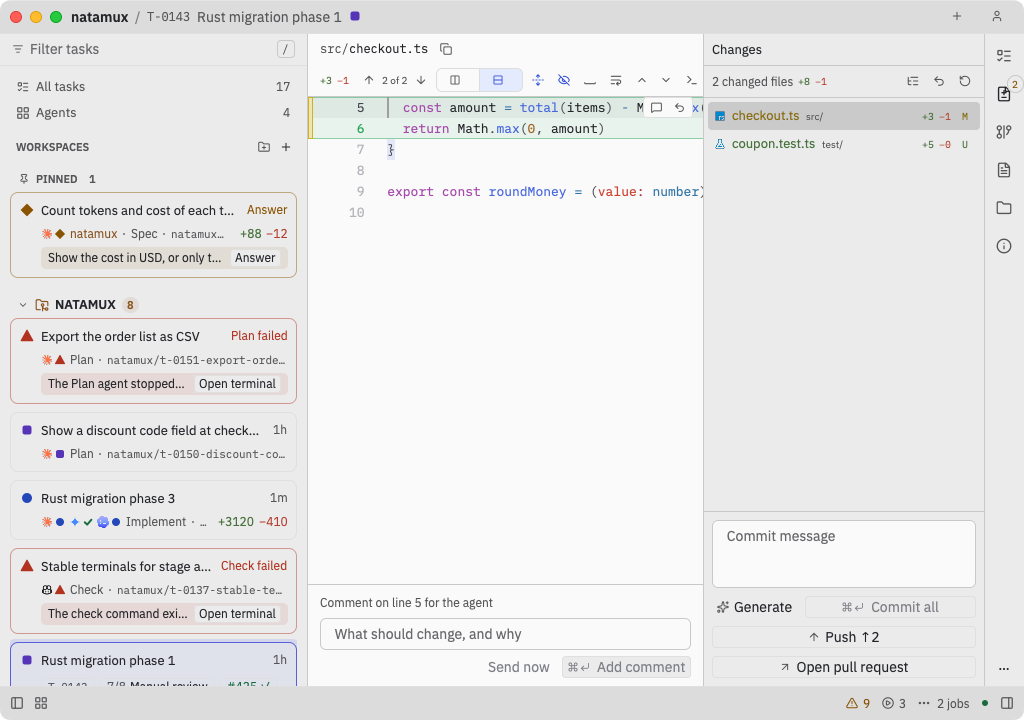 natamux / T-0143 Rust migration phase 1
Filter tasks /
All tasks 17
Agents 4
WORKSPACES
PINNED 1
Count tokens and cost of each t... Answer
natamux · Spec · natamux... +88 −12
Show the cost in USD, or only t... Answer
NATAMUX 8
Export the order list as CSV Plan failed
Plan · natamux/t-0151-export-orde...
The Plan agent stopped... Open terminal
Show a discount code field at check... 1h
Plan · natamux/t-0150-discount-co...
Rust migration phase 3 1m
Implement · ... +3120 −410
Stable terminals for stage a... Check failed
Check · natamux/t-0137-stable-te...
The check command exi... Open terminal
Rust migration phase 1 1h
src/checkout.ts
+3 −1 2 of 2
5 const amount = total(items) - M
6 return Math.max(0, amount)
7 }
8
9 export const roundMoney = (value: number)
10
Comment on line 5 for the agent
What should change, and why
Send now ⌘↵ Add comment
Changes
2 changed files +8 −1
checkout.ts src/ +3 −1 M
coupon.test.ts test/ +5 −0 U
Commit message
Generate ⌘↵ Commit all
↑ Push ↑2
Open pull request
2
9 3 ··· 2 jobs